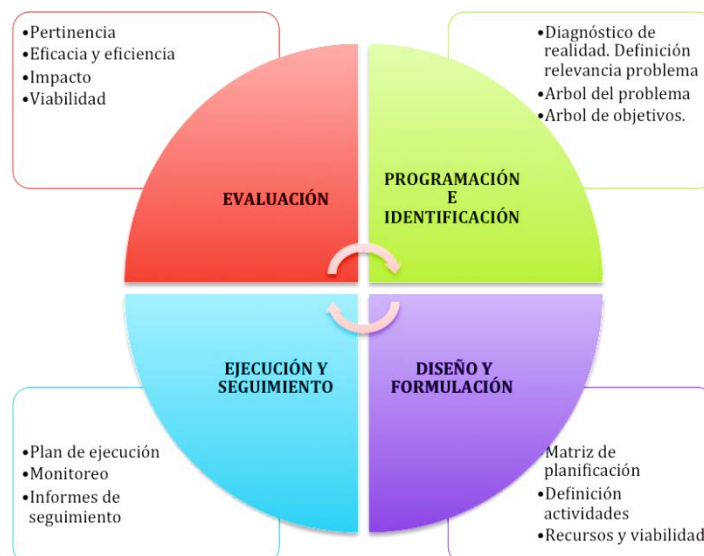 •Pertinencia
•Eficacia y eficiencia
•Impacto
•Viabilidad
•Diagnóstico de
realidad. Definición
relevancia problema
•Arbol del problema
•Arbol de objetivos.
EVALUACIÓN
PROGRAMACIÓN
E
IDENTIFICACIÓN
EJECUCIÓN Y
SEGUIMIENTO
DISEÑO Y
FORMULACIÓN
•Plan de ejecución
•Monitoreo
•Informes de
seguimiento
•Matriz de
planificación
•Definición
actividades
•Recursos y viabilidad